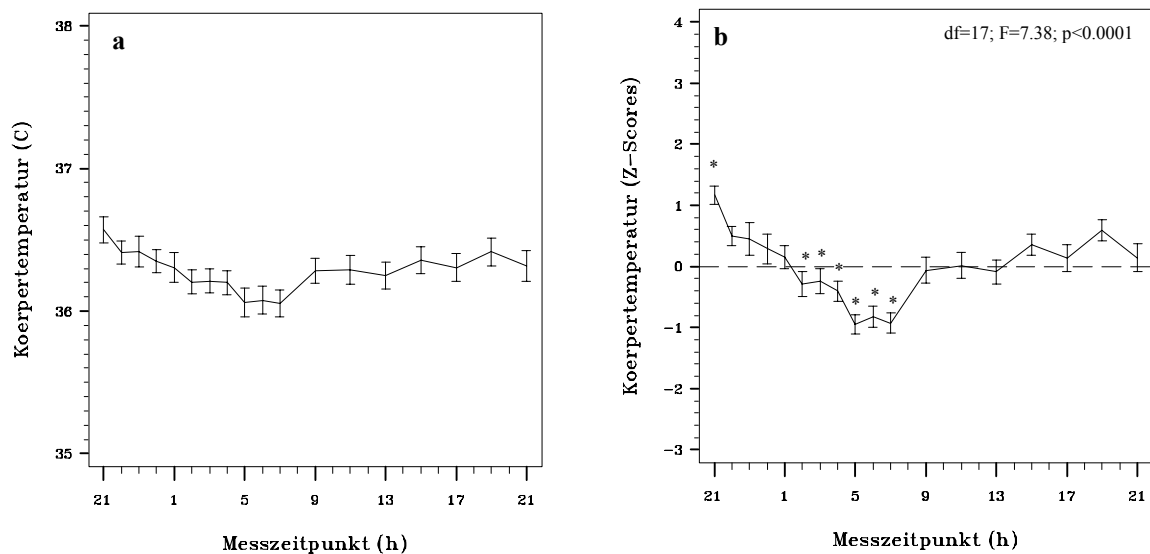 a
38
37
36
35
Koerpertemperatur (C)
21 1 5 9 13 17 21
Messzeitpunkt (h)
b
df=17; F=7.38; p<0.0001
4
3
2
1
0
−1
−2
−3
Koerpertemperatur (Z−Scores)
*
* * *
* * *
21 1 5 9 13 17 21
Messzeitpunkt (h)